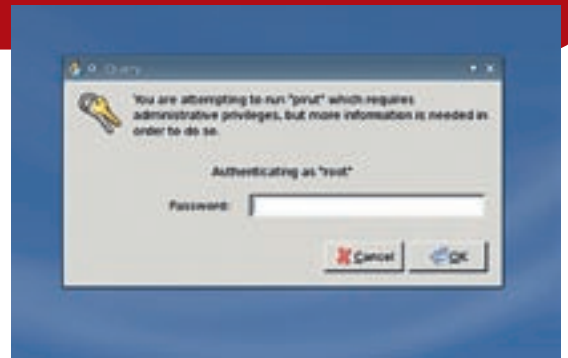 Query
You are attempting to run "pirut" which requires
administrative privileges, but more information is needed in
order to do so.
Authenticating as "root"
Password:
Cancel
OK